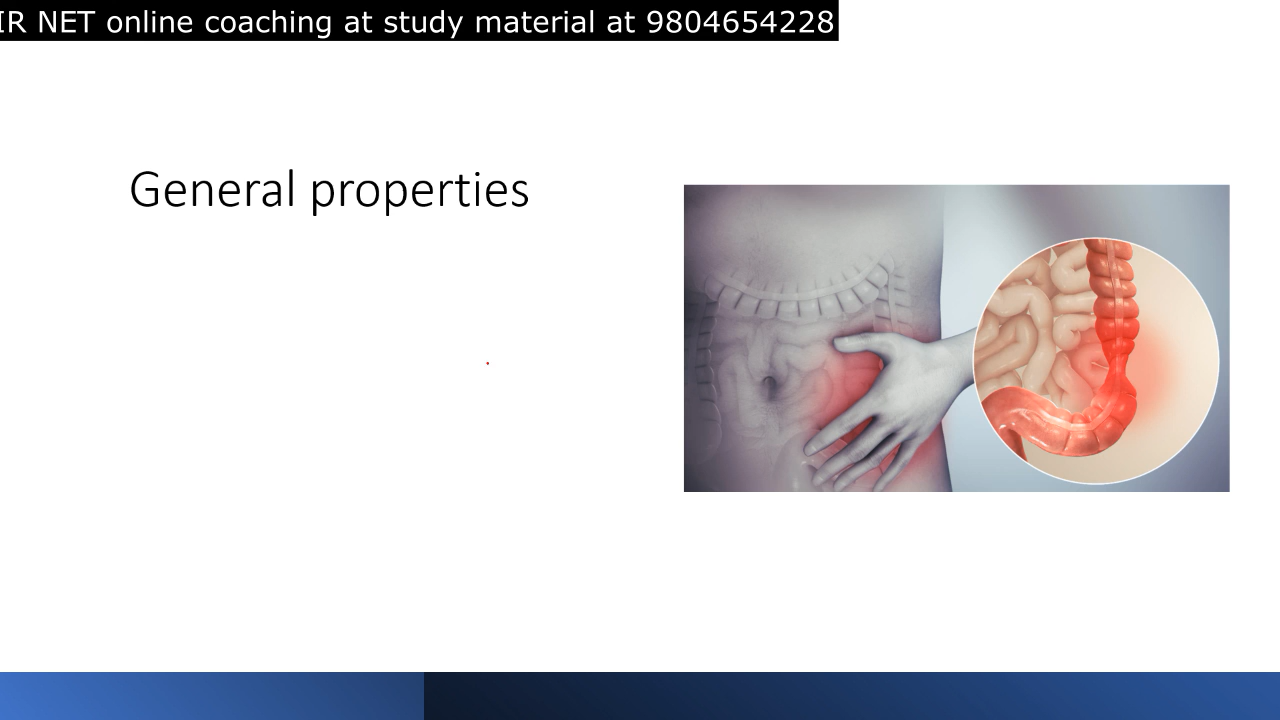 IR NET online coaching at study material at 9804654228
General properties